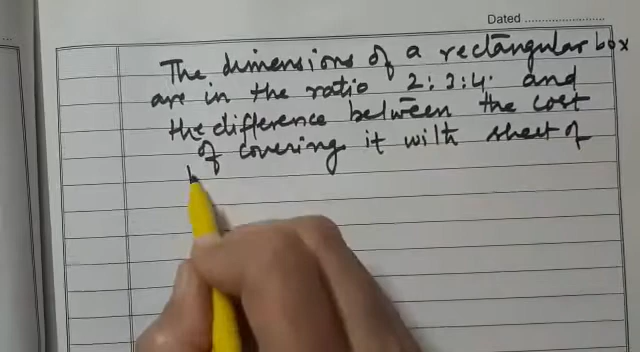 Dated
The dimensions of a rectangular box
are in the ratio 2:3:4. and
the difference between the cost
of covering it with sheet of